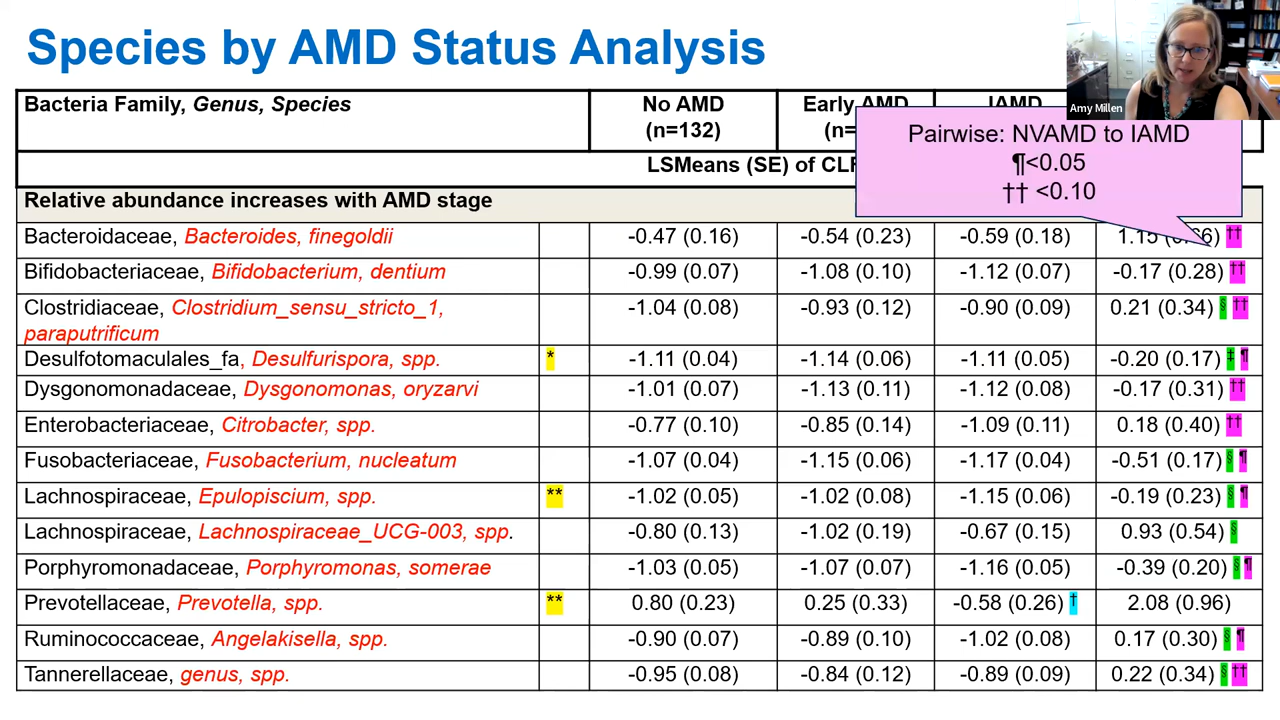 Species by AMD Status Analysis
Amy Millen
Bacteria Family, Genus, Species No AMD Early AMD IAMD
(n=132) (n=
Pairwise: NVAMD to IAMD
¶<0.05
†† <0.10
LSMeans (SE) of CLR
Relative abundance increases with AMD stage
Bacteroidaceae, Bacteroides, finegoldii -0.47 (0.16) -0.54 (0.23) -0.59 (0.18) ††
Bifidobacteriaceae, Bifidobacterium, dentium -0.99 (0.07) -1.08 (0.10) -1.12 (0.07) -0.17 (0.28) ††
Clostridiaceae, Clostridium_sensu_stricto_1, -1.04 (0.08) -0.93 (0.12) -0.90 (0.09) 0.21 (0.34) § ††
paraputrificum
Desulfotomaculales_fa, Desulfurispora, spp. * -1.11 (0.04) -1.14 (0.06) -1.11 (0.05) -0.20 (0.17) ‡ ¶
Dysgonomonadaceae, Dysgonomonas, oryzarvi -1.01 (0.07) -1.13 (0.11) -1.12 (0.08) -0.17 (0.31) ††
Enterobacteriaceae, Citrobacter, spp. -0.77 (0.10) -0.85 (0.14) -1.09 (0.11) 0.18 (0.40) ††
Fusobacteriaceae, Fusobacterium, nucleatum -1.07 (0.04) -1.15 (0.06) -1.17 (0.04) -0.51 (0.17) § ¶
Lachnospiraceae, Epulopiscium, spp. ** -1.02 (0.05) -1.02 (0.08) -1.15 (0.06) -0.19 (0.23) § ¶
Lachnospiraceae, Lachnospiraceae_UCG-003, spp. -0.80 (0.13) -1.02 (0.19) -0.67 (0.15) 0.93 (0.54) §
Porphyromonadaceae, Porphyromonas, somerae -1.03 (0.05) -1.07 (0.07) -1.16 (0.05) -0.39 (0.20) § ¶
Prevotellaceae, Prevotella, spp. ** 0.80 (0.23) 0.25 (0.33) -0.58 (0.26) † 2.08 (0.96)
Ruminococcaceae, Angelakisella, spp. -0.90 (0.07) -0.89 (0.10) -1.02 (0.08) 0.17 (0.30) § ¶
Tannerellaceae, genus, spp. -0.95 (0.08) -0.84 (0.12) -0.89 (0.09) 0.22 (0.34) § ††